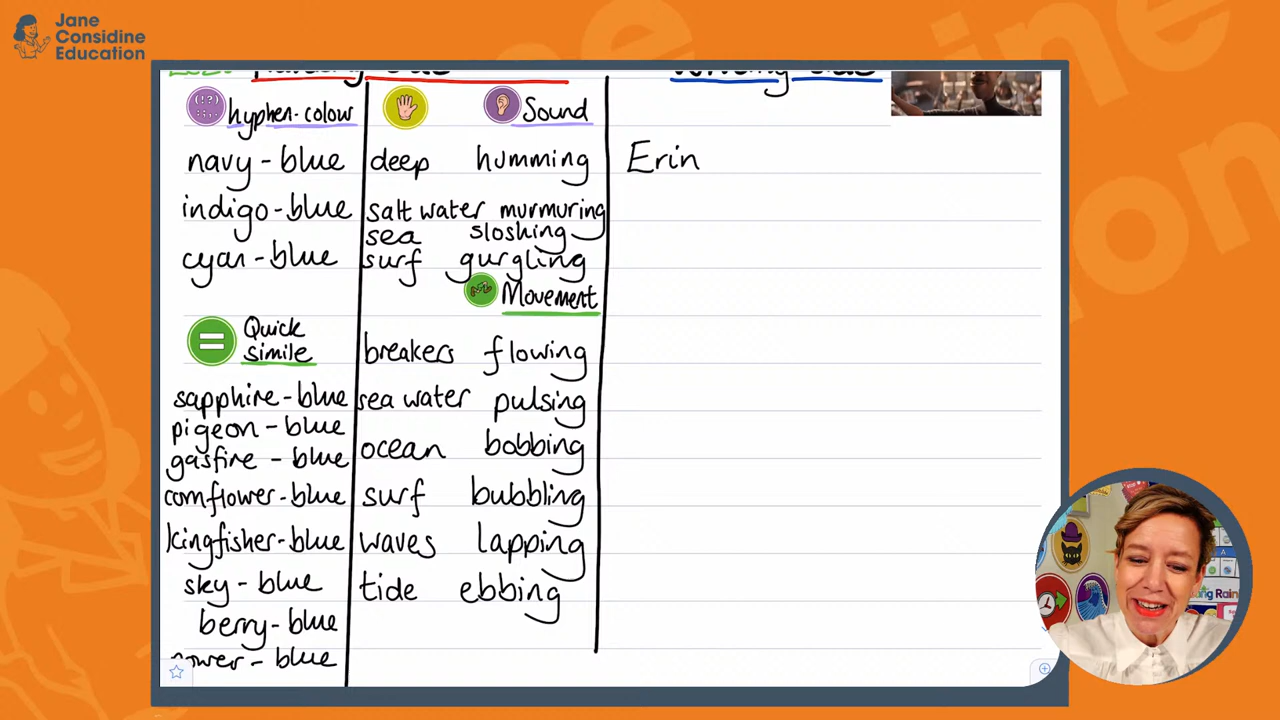 Jane
Considine
Education
hyphen-colour
navy-blue
indigo-blue
cyan-blue
Quick
simile
sapphire-blue
pigeon-blue
gasfire-blue
cornflower-blue
kingfisher-blue
sky-blue
berry-blue
power-blue
Sound
deep humming
salt water murmuring
sea sloshing
surf gurgling
Movement
breakers flowing
sea water pulsing
ocean bobbing
surf bubbling
waves lapping
tide ebbing
Erin